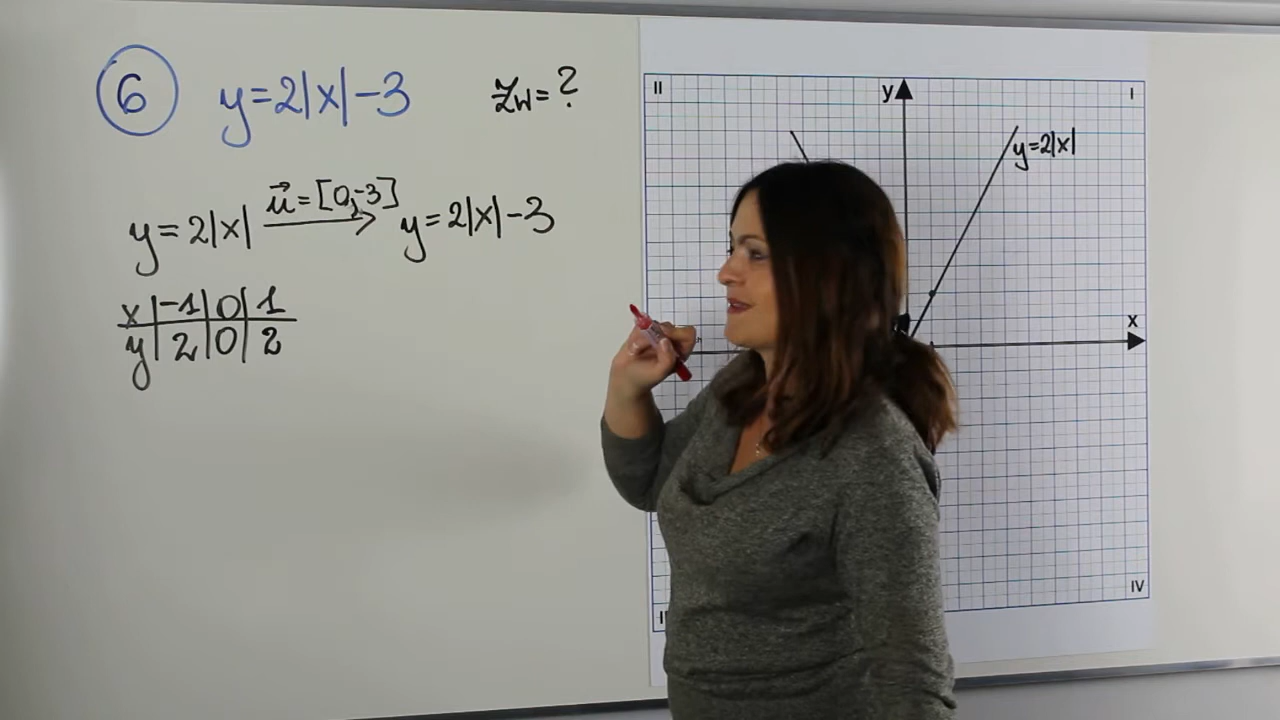 6 y=2|x|-3 Zw=?
y=2|x| u=[0,-3] y=2|x|-3
x|-1|0|1
y|2|0|2
II y I
y=2|x|
x
IV